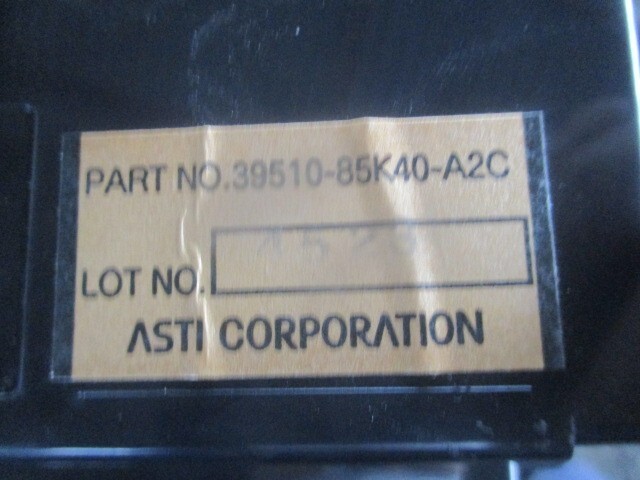 PART NO.39510-85K40-A2C
LOT NO.
ASTI CORPORATION